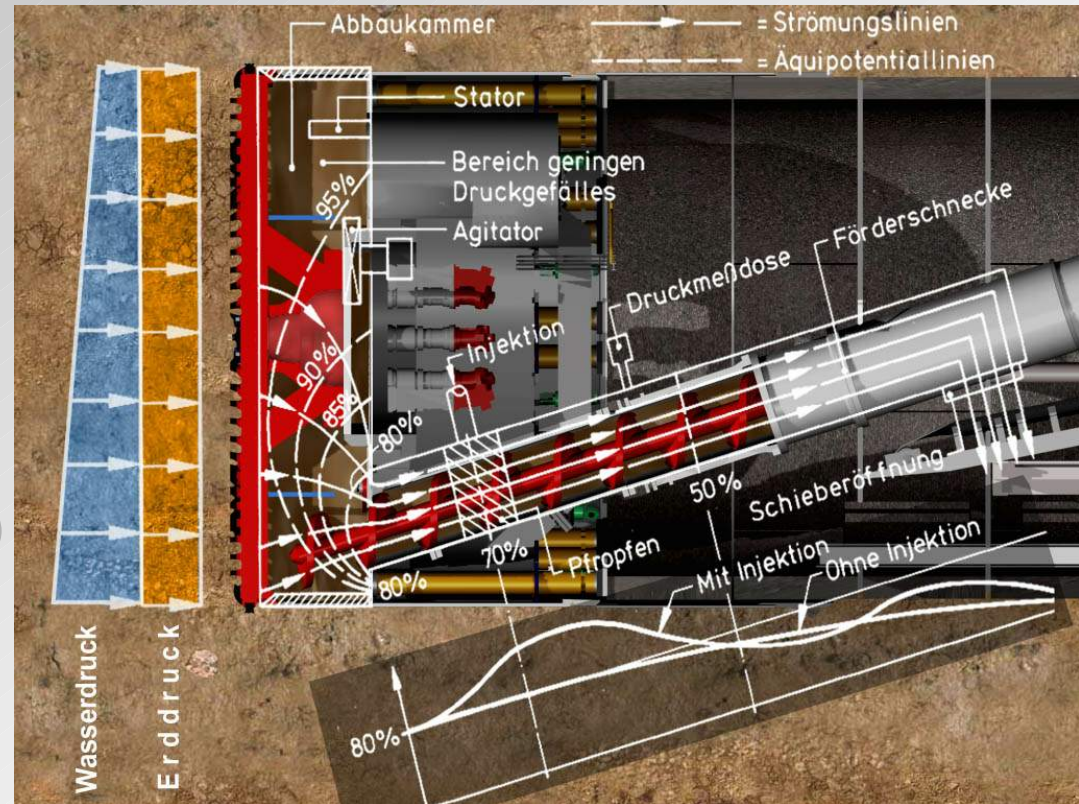 Abbaukammer
= Strömungslinien
= Äquipotentiallinien
Stator
Bereich geringen
Druckgefälles
95%
Agitator
Förderschnecke
Druckmeßdose
Injektion
90%
85%
80%
50%
Schieberöffnung
70%
Pfropfen
80%
Mit Injektion
Ohne Injektion
80%
Wasserdruck
Erddruck